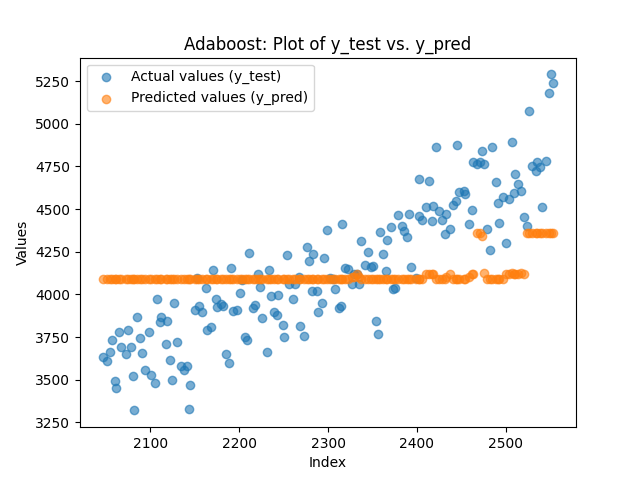 Adaboost: Plot of y_test vs. y_pred
Actual values (y_test)
Predicted values (y_pred)
Values
5250
5000
4750
4500
4250
4000
3750
3500
3250
2100 2200 2300 2400 2500
Index